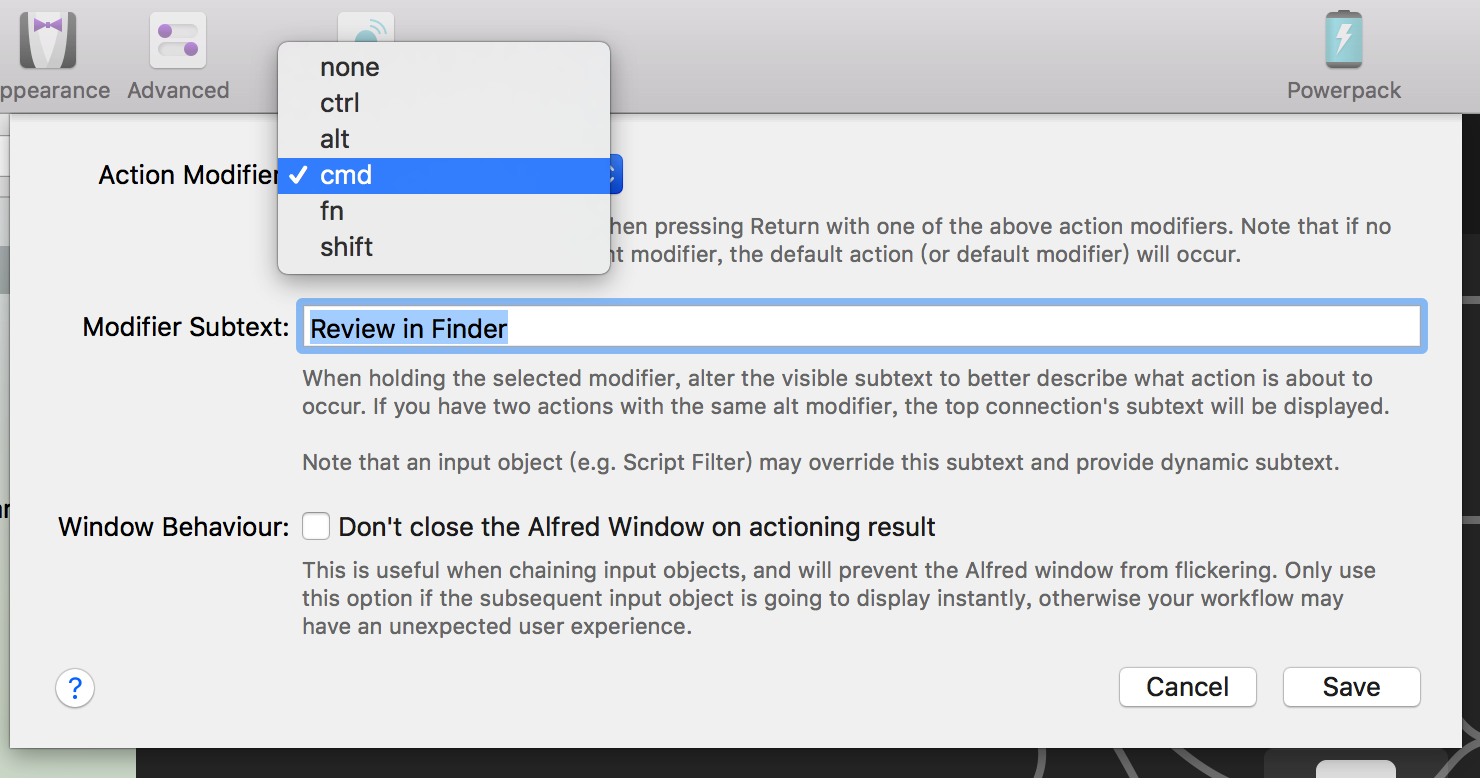 ppearance Advanced Powerpack
none
ctrl
alt
Action Modifier
cmd
fn
shift
hen pressing Return with one of the above action modifiers. Note that if no
nt modifier, the default action (or default modifier) will occur.
Modifier Subtext: Review in Finder
When holding the selected modifier, alter the visible subtext to better describe what action is about to
occur. If you have two actions with the same alt modifier, the top connection's subtext will be displayed.
Note that an input object (e.g. Script Filter) may override this subtext and provide dynamic subtext.
Window Behaviour: Don't close the Alfred Window on actioning result
This is useful when chaining input objects, and will prevent the Alfred window from flickering. Only use
this option if the subsequent input object is going to display instantly, otherwise your workflow may
have an unexpected user experience.
? Cancel Save